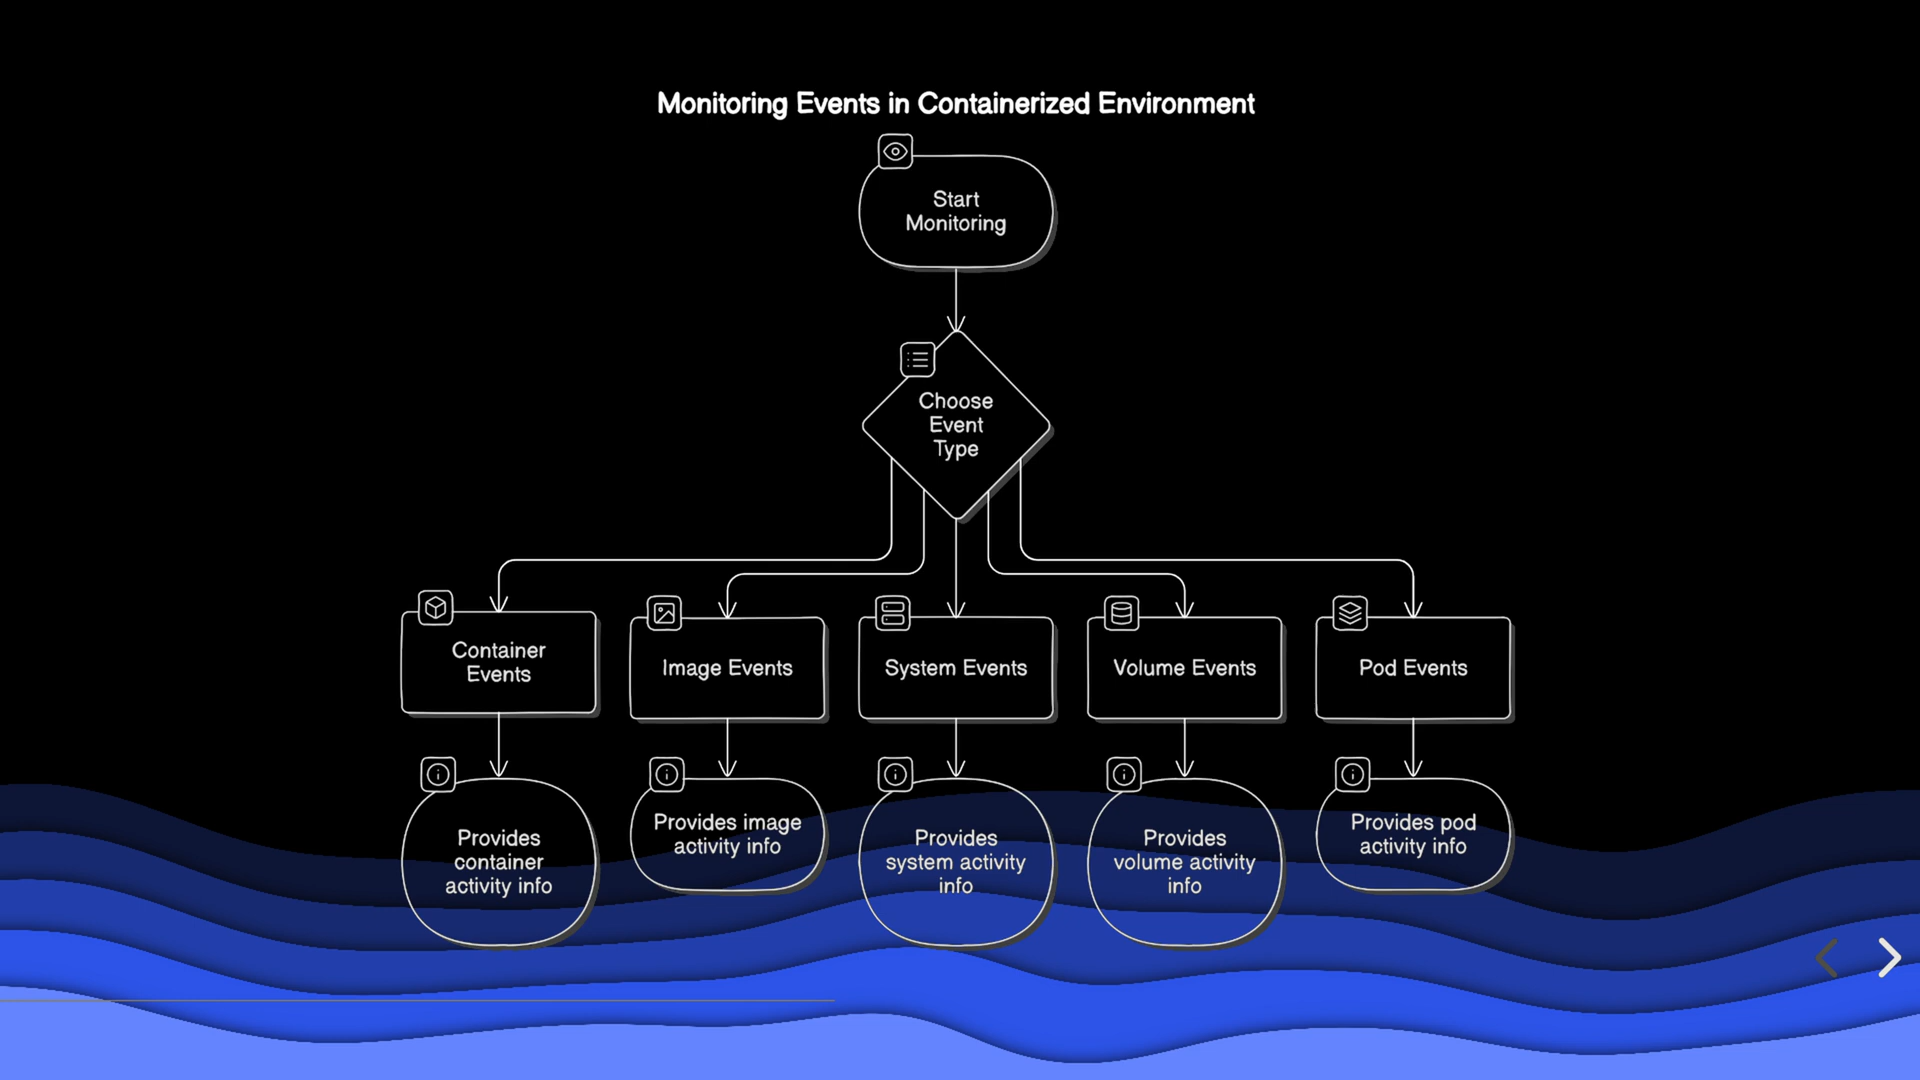 Monitoring Events in Containerized Environment
Start
Monitoring
Choose
Event
Type
Container
Events
Image Events
System Events
Volume Events
Pod Events
Provides
container
activity info
Provides image
activity info
Provides
system activity
info
Provides
volume activity
info
Provides pod
activity info